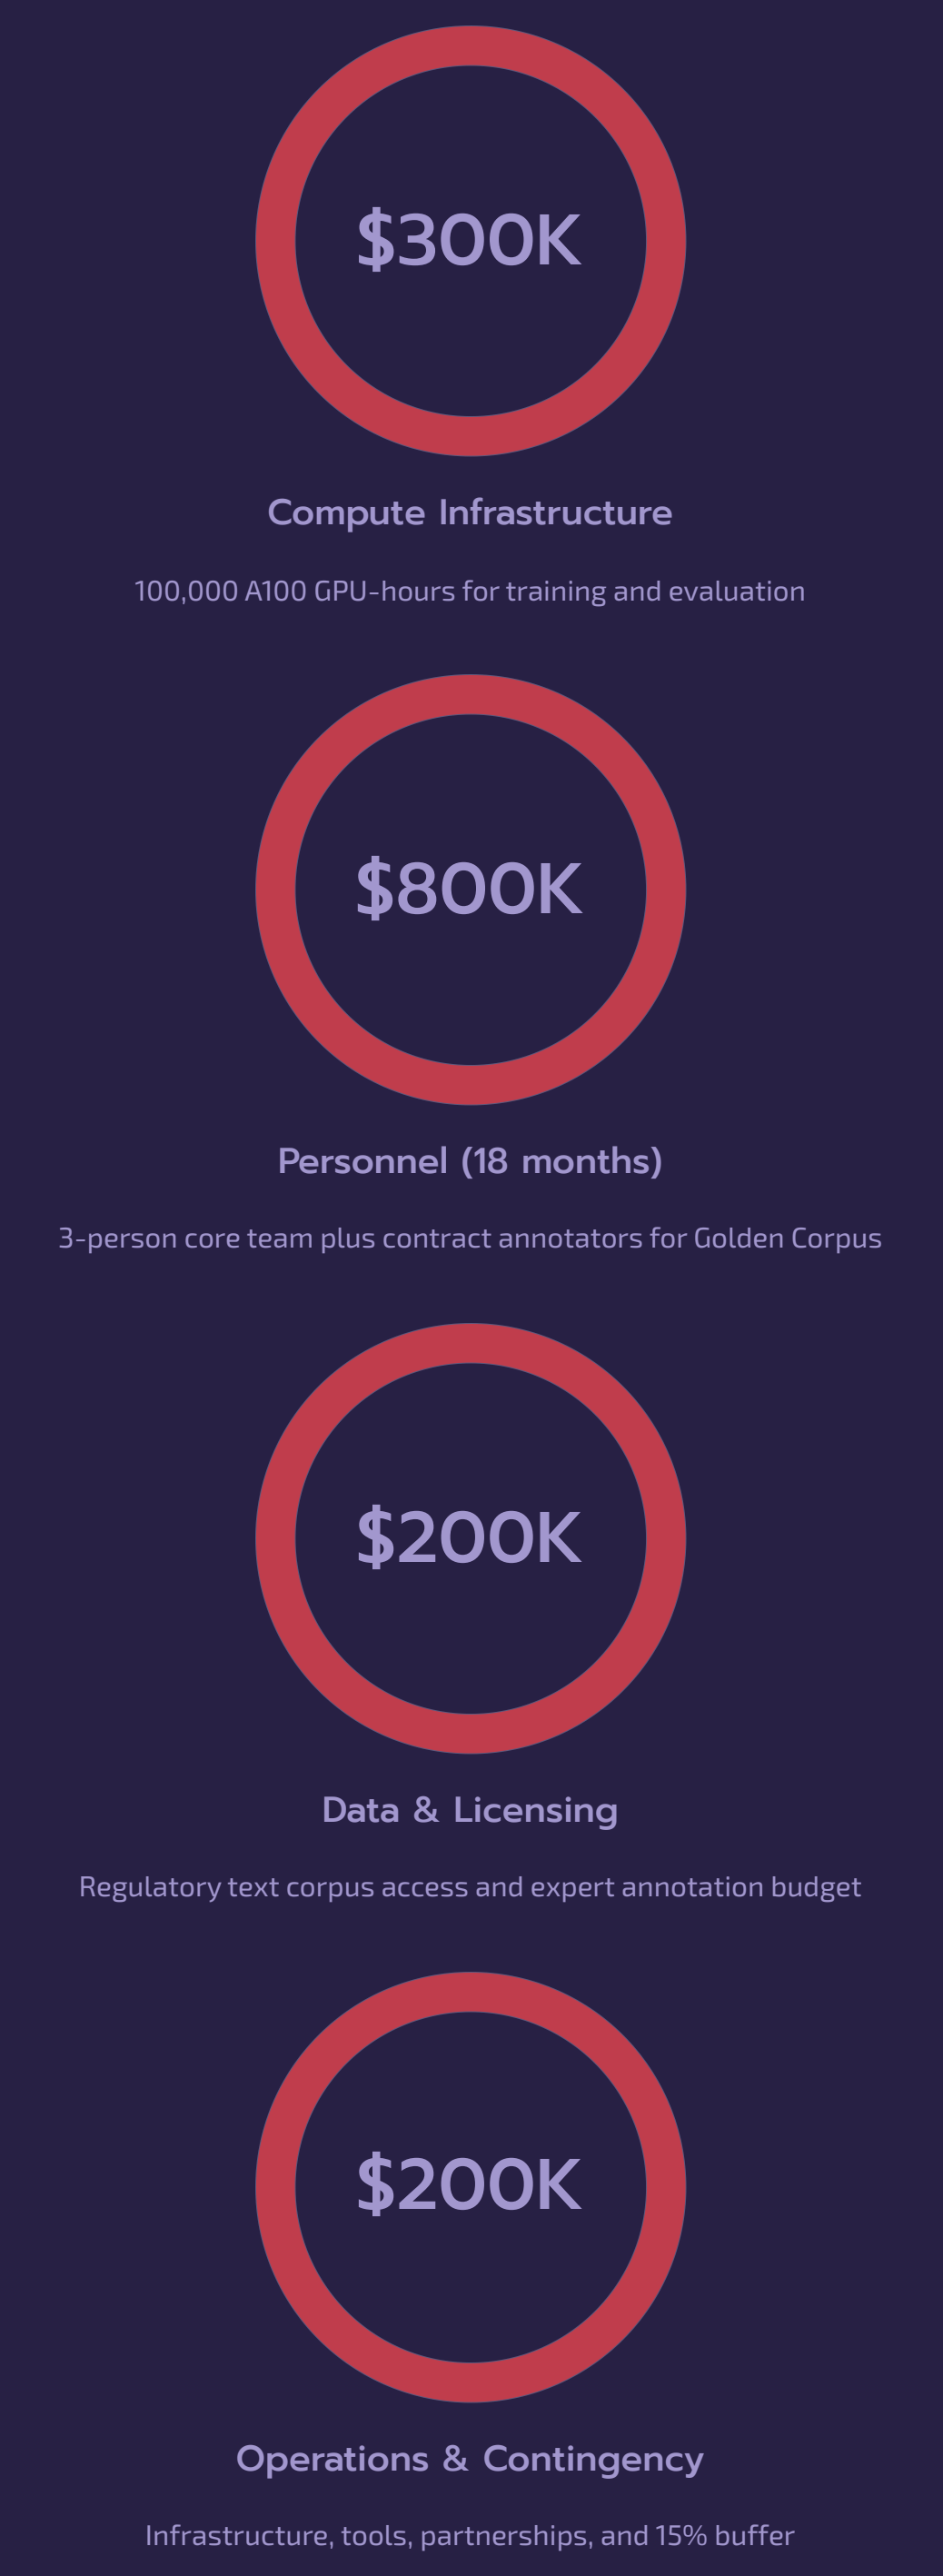 $300K
Compute Infrastructure
100,000 A100 GPU-hours for training and evaluation
$800K
Personnel (18 months)
3-person core team plus contract annotators for Golden Corpus
$200K
Data & Licensing
Regulatory text corpus access and expert annotation budget
$200K
Operations & Contingency
Infrastructure, tools, partnerships, and 15% buffer